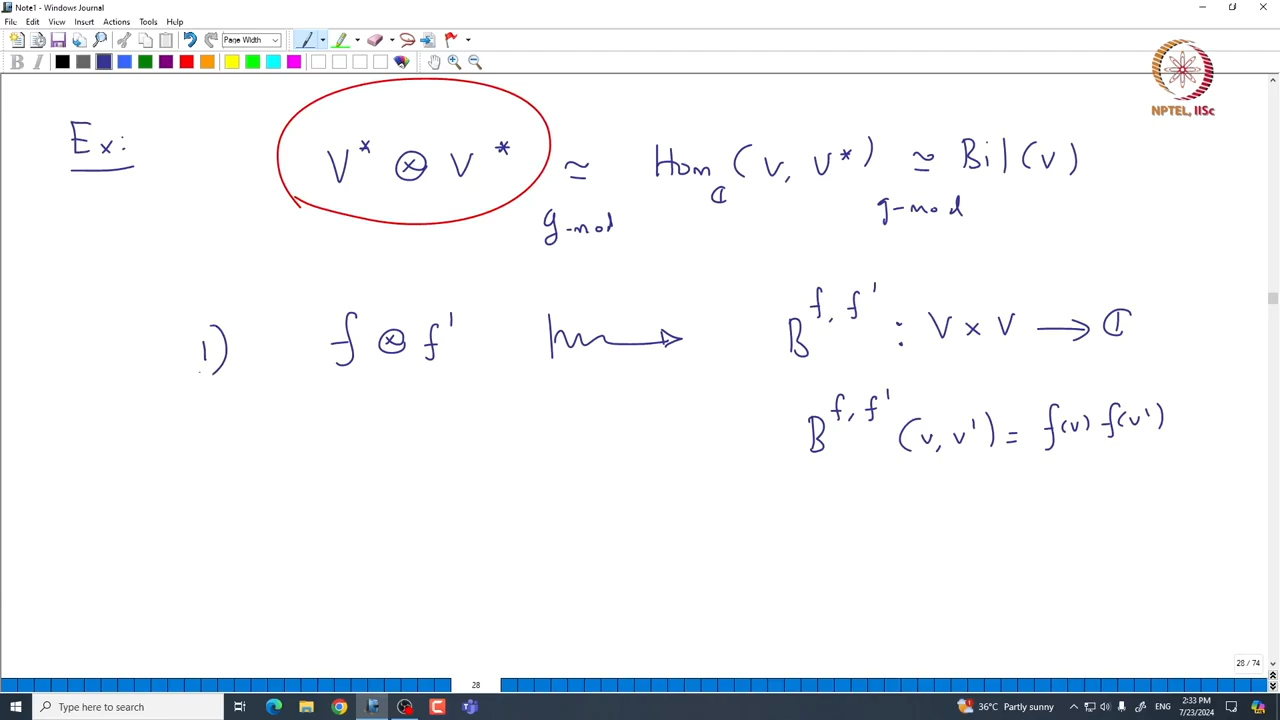 Note1 - Windows Journal
File Edit View Insert Actions Tools Help
Page Width
B I
NPTEL, IISc
Ex: V* ⊗ V* ≃ Hom_ℂ (V, V*) ≃ Bil(V)
g-mod g-mod
1) f ⊗ f' ↦ B^{f, f'} : V × V ⟶ ℂ
B^{f, f'} (v, v') = f(v) f(v')
28 / 74
28
Type here to search
36°C Partly sunny
2:33 PM
7/23/2024